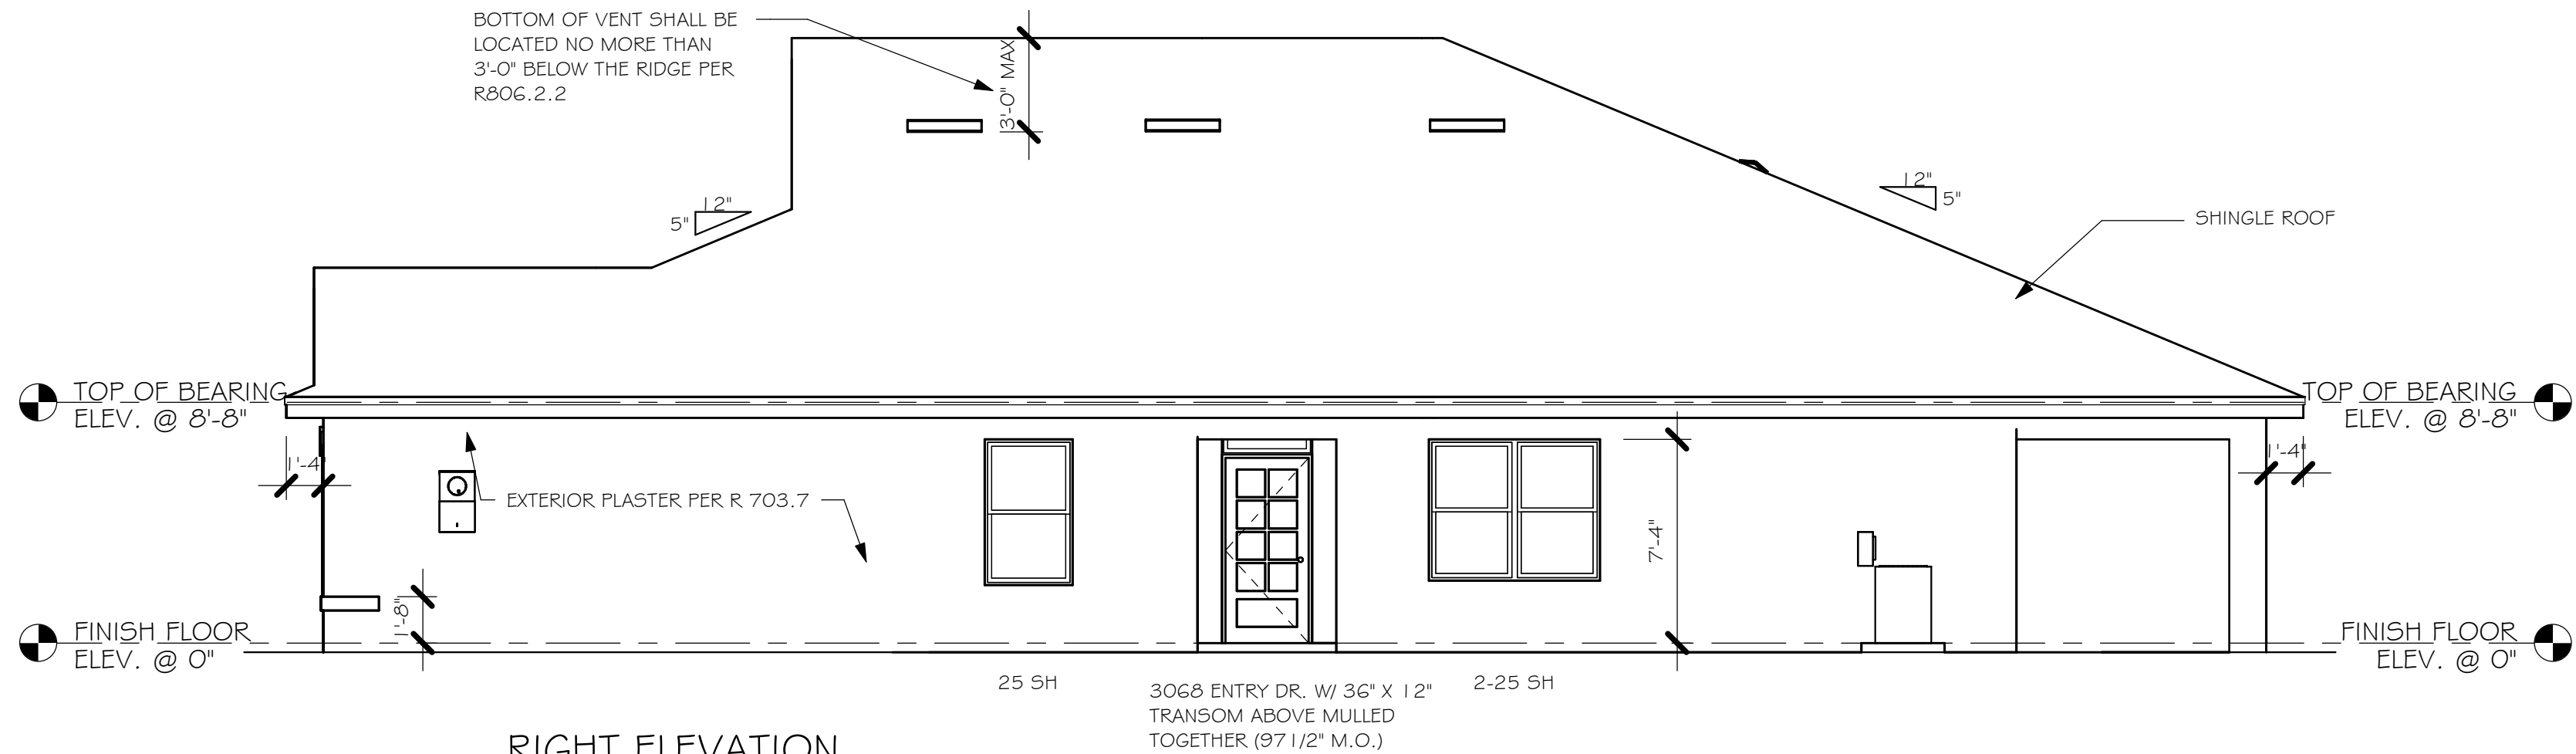 BOTTOM OF VENT SHALL BE
LOCATED NO MORE THAN
3'-0" BELOW THE RIDGE PER
R806.2.2
3'-0" MAX
12"
5"
12"
5"
SHINGLE ROOF
TOP OF BEARING
ELEV. @ 8'-8"
TOP OF BEARING
ELEV. @ 8'-8"
1'-4"
1'-4"
EXTERIOR PLASTER PER R 703.7
7'-4"
1'-8"
FINISH FLOOR
ELEV. @ 0"
FINISH FLOOR
ELEV. @ 0"
25 SH
3068 ENTRY DR. W/ 36" X 12"
TRANSOM ABOVE MULLED
TOGETHER (97 1/2" M.O.)
2-25 SH
RIGHT ELEVATION